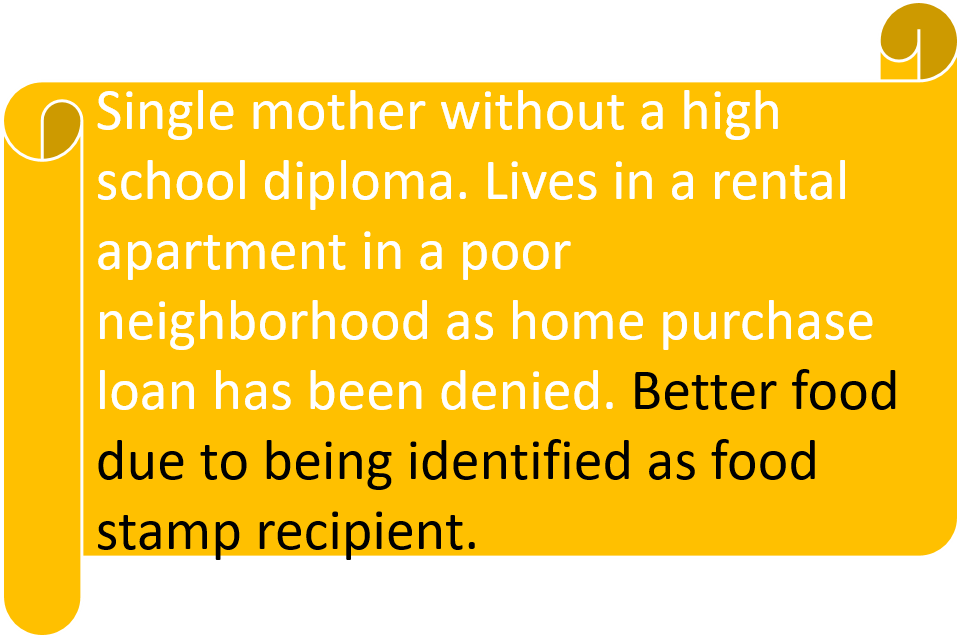 Single mother without a high
school diploma. Lives in a rental
apartment in a poor
neighborhood as home purchase
loan has been denied. Better food
due to being identified as food
stamp recipient.